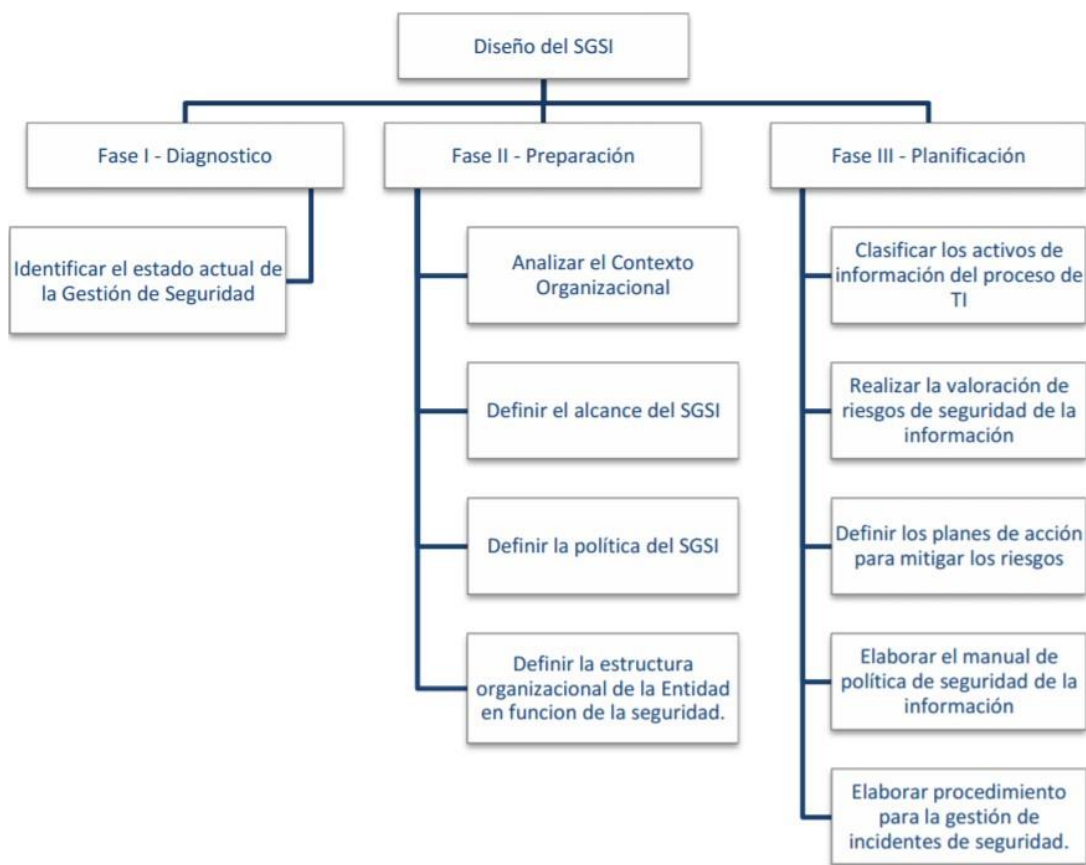 Diseño del SGSI
Fase I - Diagnostico
Identificar el estado actual de
la Gestión de Seguridad
Fase II - Preparación
Analizar el Contexto
Organizacional
Definir el alcance del SGSI
Definir la política del SGSI
Definir la estructura
organizacional de la Entidad
en funcion de la seguridad.
Fase III - Planificación
Clasificar los activos de
información del proceso de
TI
Realizar la valoración de
riesgos de seguridad de la
información
Definir los planes de acción
para mitigar los riesgos
Elaborar el manual de
política de seguridad de la
información
Elaborar procedimiento
para la gestión de
incidentes de seguridad.